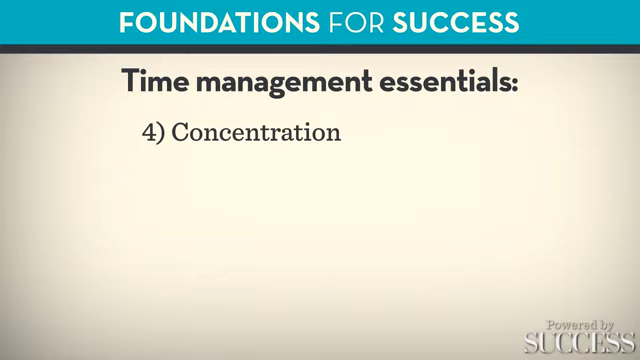 FOUNDATIONS FOR SUCCESS
Time management essentials:
4) Concentration
Powered by
SUCCESS